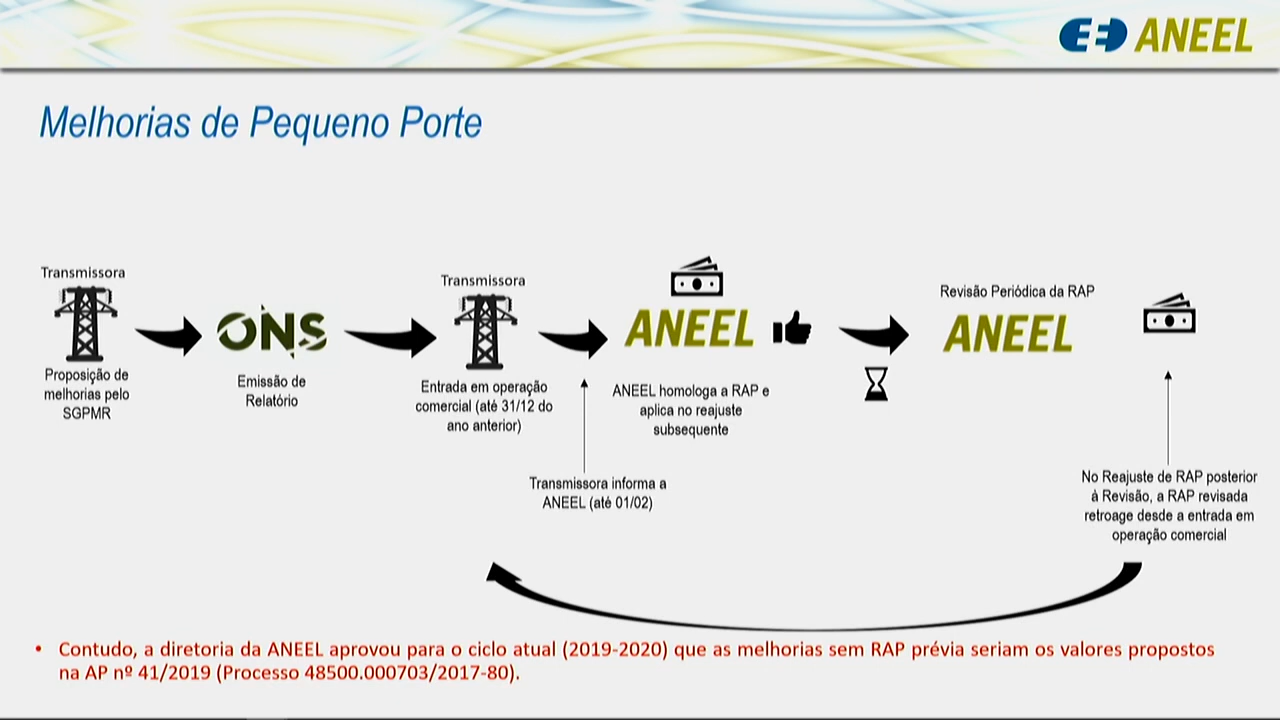 ANEEL
Melhorias de Pequeno Porte
Transmissora
Proposição de
melhorias pelo
SGPMR
ONS
Emissão de
Relatório
Transmissora
Entrada em operação
comercial (até 31/12 do
ano anterior)
Transmissora informa a
ANEEL (até 01/02)
ANEEL
ANEEL homologa a RAP e
aplica no reajuste
subsequente
Revisão Periódica da RAP
ANEEL
No Reajuste de RAP posterior
à Revisão, a RAP revisada
retroage desde a entrada em
operação comercial
• Contudo, a diretoria da ANEEL aprovou para o ciclo atual (2019-2020) que as melhorias sem RAP prévia seriam os valores propostos
na AP nº 41/2019 (Processo 48500.000703/2017-80).